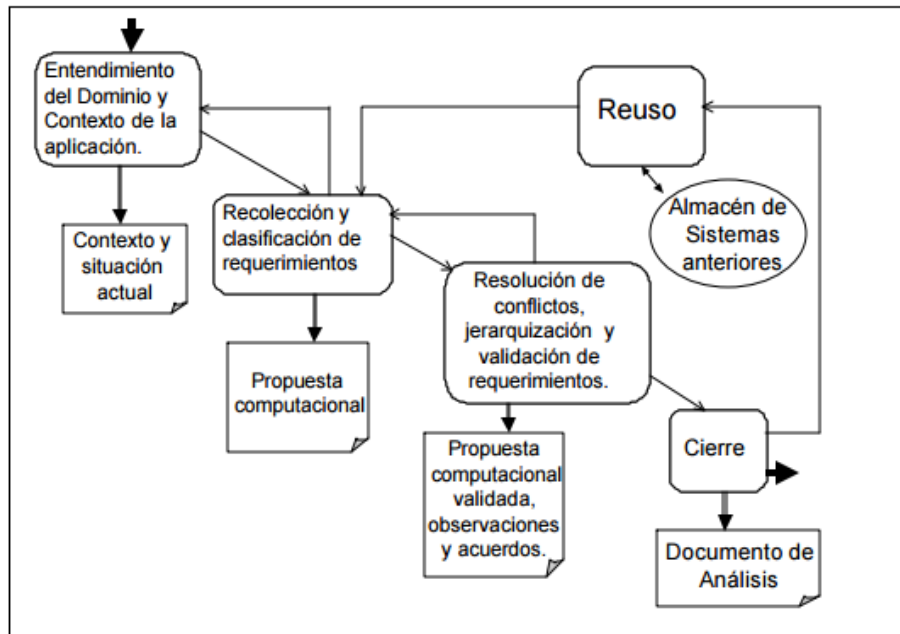 Entendimiento
del Dominio y
Contexto de la
aplicación.
Reuso
Almacén de
Sistemas
anteriores
Recolección y
clasificación de
requerimientos
Contexto y
situación
actual
Resolución de
conflictos,
jerarquización y
validación de
requerimientos.
Propuesta
computacional
Cierre
Propuesta
computacional
validada,
observaciones
y acuerdos.
Documento de
Análisis